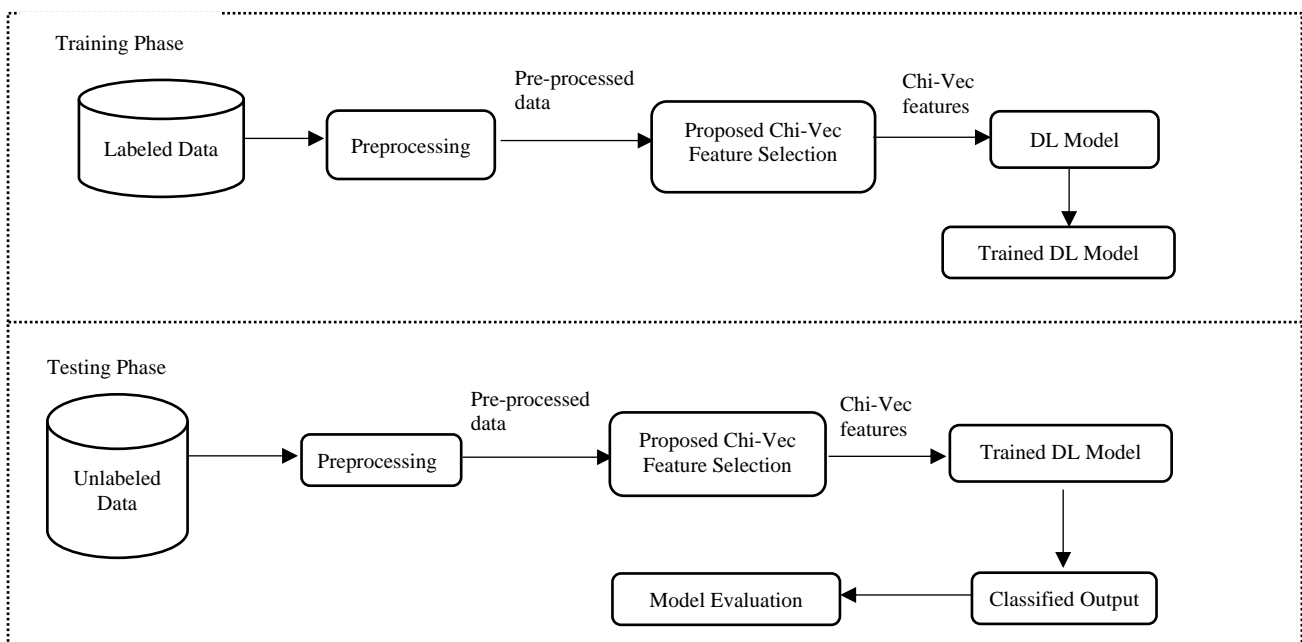 Training Phase
Labeled Data
Preprocessing
Pre-processed
data
Proposed Chi-Vec
Feature Selection
Chi-Vec
features
DL Model
Trained DL Model
Testing Phase
Unlabeled
Data
Preprocessing
Pre-processed
data
Proposed Chi-Vec
Feature Selection
Chi-Vec
features
Trained DL Model
Classified Output
Model Evaluation